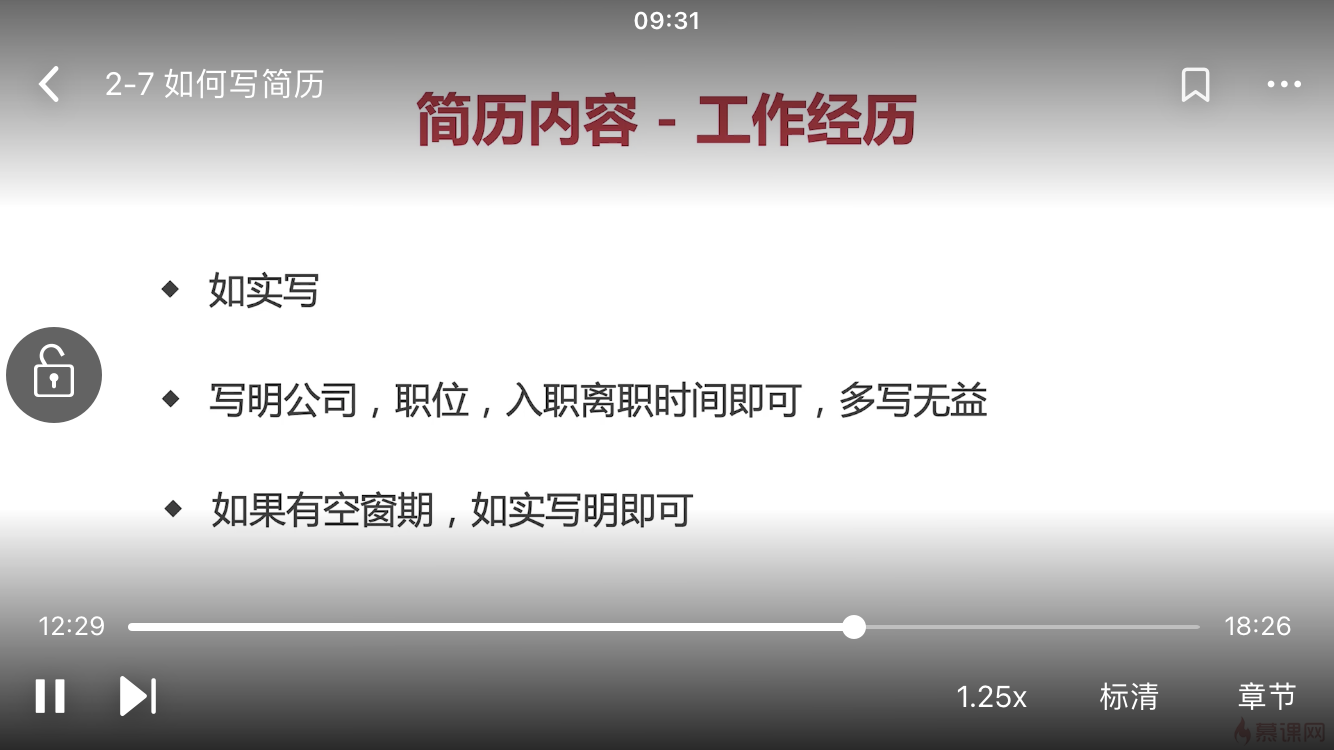 09:31
2-7 如何写简历
简历内容 - 工作经历
◆ 如实写
◆ 写明公司，职位，入职离职时间即可，多写无益
◆ 如果有空窗期，如实写明即可
12:29
18:26
1.25x 标清 章节
慕课网